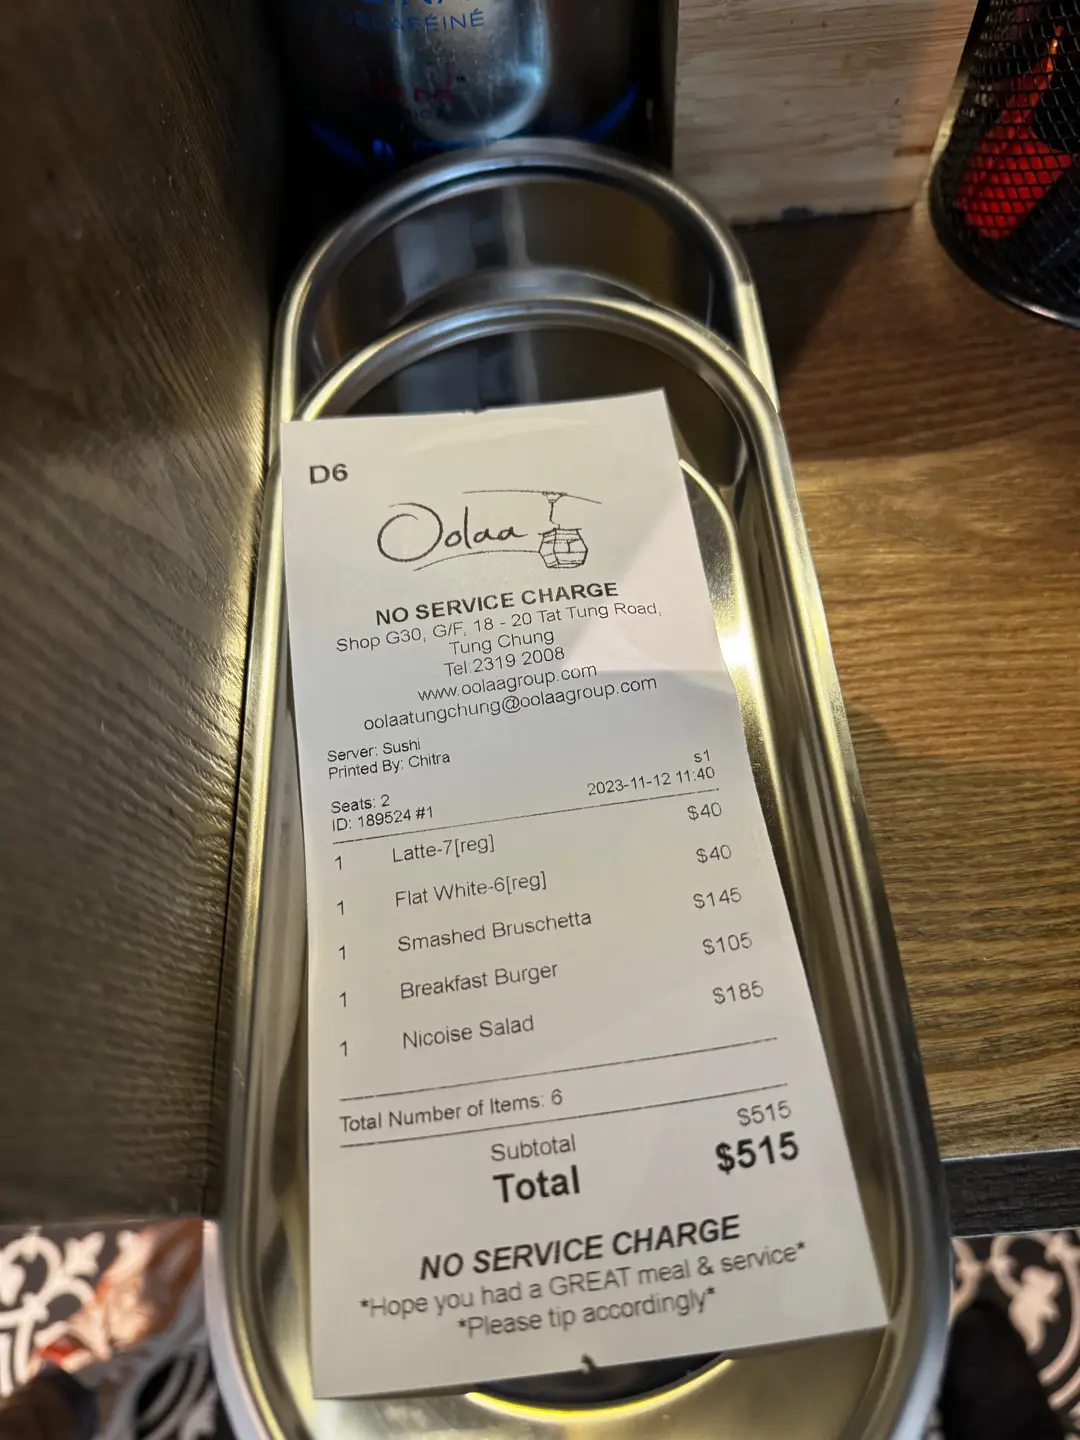 DÉCAFÉINÉ
D6
Oolaa
NO SERVICE CHARGE
Shop G30, G/F, 18 - 20 Tat Tung Road,
Tung Chung
Tel:2319 2008
www.oolaagroup.com
oolaatungchung@oolaagroup.com
Server: Sushi
Printed By: Chitra
s1
Seats: 2
2023-11-12 11:40
ID: 189524 #1
1 Latte-7[reg] $40
1 Flat White-6[reg] $40
1 Smashed Bruschetta $145
1 Breakfast Burger $105
1 Nicoise Salad $185
Total Number of Items: 6
Subtotal $515
Total $515
NO SERVICE CHARGE
*Hope you had a GREAT meal & service*
*Please tip accordingly*